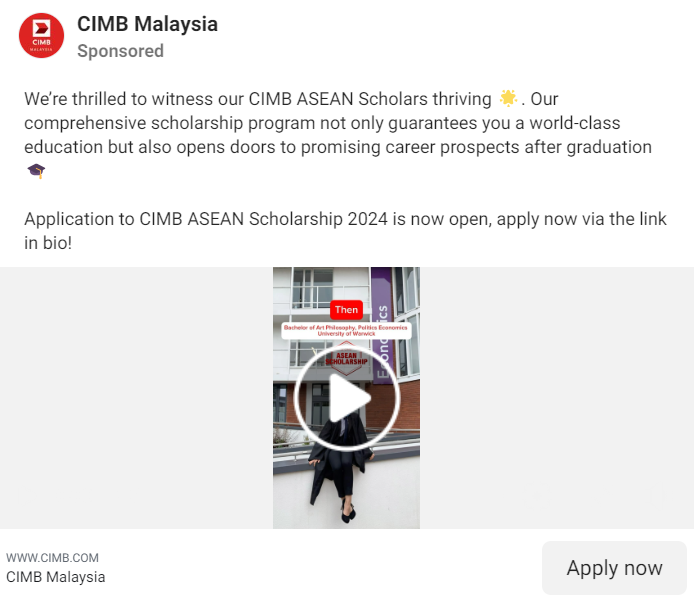 CIMB
MALAYSIA
CIMB Malaysia
Sponsored
We’re thrilled to witness our CIMB ASEAN Scholars thriving 🌟 . Our
comprehensive scholarship program not only guarantees you a world-class
education but also opens doors to promising career prospects after graduation
🎓
Application to CIMB ASEAN Scholarship 2024 is now open, apply now via the link
in bio!
Then
Bachelor of Art Philosophy, Politics Economics
University of Warwick
ASEAN
SCHOLARSHIP
Economics
WWW.CIMB.COM
CIMB Malaysia
Apply now